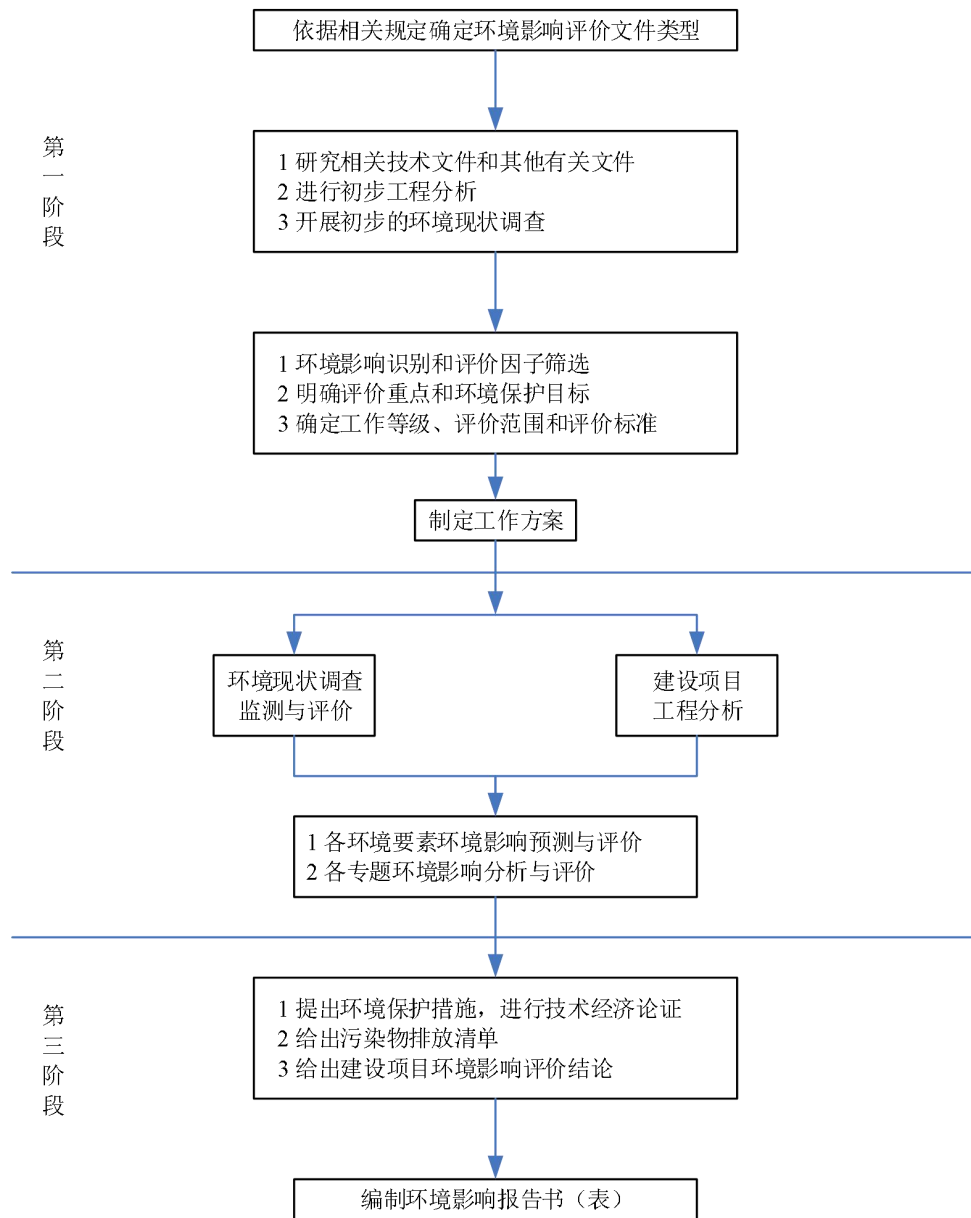 依据相关规定确定环境影响评价文件类型
第一阶段
1 研究相关技术文件和其他有关文件
2 进行初步工程分析
3 开展初步的环境现状调查
1 环境影响识别和评价因子筛选
2 明确评价重点和环境保护目标
3 确定工作等级、评价范围和评价标准
制定工作方案
第二阶段
环境现状调查
监测与评价
建设项目
工程分析
1 各环境要素环境影响预测与评价
2 各专题环境影响分析与评价
第三阶段
1 提出环境保护措施，进行技术经济论证
2 给出污染物排放清单
3 给出建设项目环境影响评价结论
编制环境影响报告书（表）